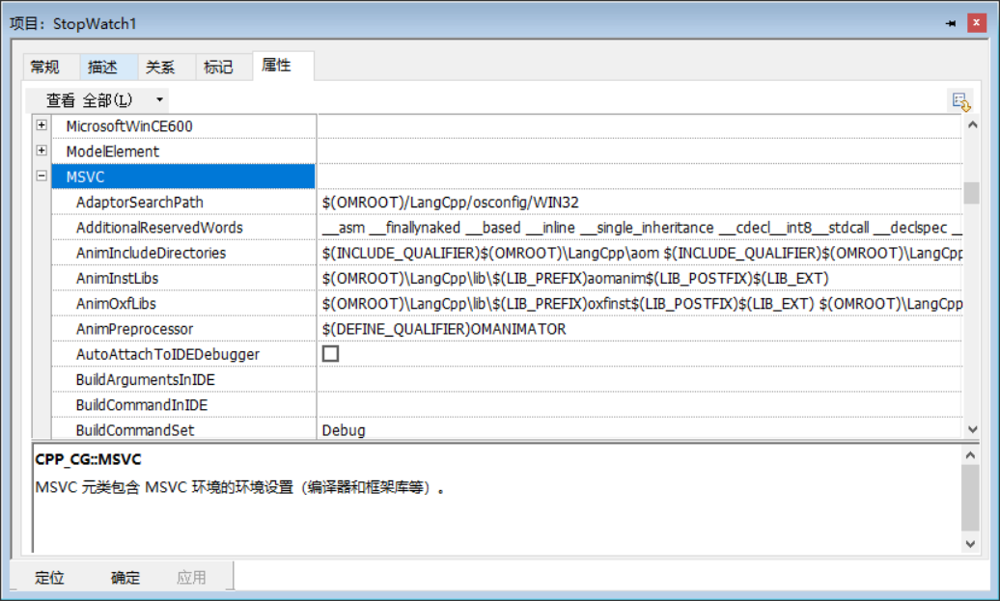 项目：StopWatch1
常规 描述 关系 标记 属性
查看 全部(L)
MicrosoftWinCE600
ModelElement
MSVC
AdaptorSearchPath $(OMROOT)/LangCpp/osconfig/WIN32
AdditionalReservedWords __asm __finallynaked __based __inline __single_inheritance __cdecl__int8__stdcall __declspec __
AnimIncludeDirectories $(INCLUDE_QUALIFIER)$(OMROOT)\LangCpp\aom $(INCLUDE_QUALIFIER)$(OMROOT)\LangCpp
AnimInstLibs $(OMROOT)\LangCpp\lib\$(LIB_PREFIX)aomanim$(LIB_POSTFIX)$(LIB_EXT)
AnimOxfLibs $(OMROOT)\LangCpp\lib\$(LIB_PREFIX)oxfinst$(LIB_POSTFIX)$(LIB_EXT) $(OMROOT)\LangCpp
AnimPreprocessor $(DEFINE_QUALIFIER)OMANIMATOR
AutoAttachToIDEDebugger
BuildArgumentsInIDE
BuildCommandInIDE
BuildCommandSet Debug
CPP_CG::MSVC
MSVC 元类包含 MSVC 环境的环境设置（编译器和框架库等）。
定位 确定 应用